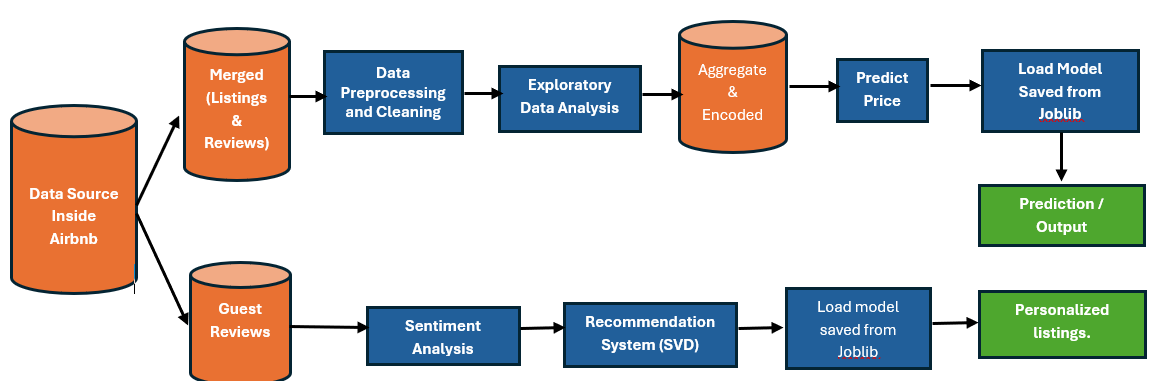 Data Source
Inside
Airbnb
Merged
(Listings
&
Reviews)
Data
Preprocessing
and Cleaning
Exploratory
Data Analysis
Aggregate
&
Encoded
Predict
Price
Load Model
Saved from
Joblib
Prediction /
Output
Guest
Reviews
Sentiment
Analysis
Recommendation
System (SVD)
Load model
saved from
Joblib
Personalized
listings.